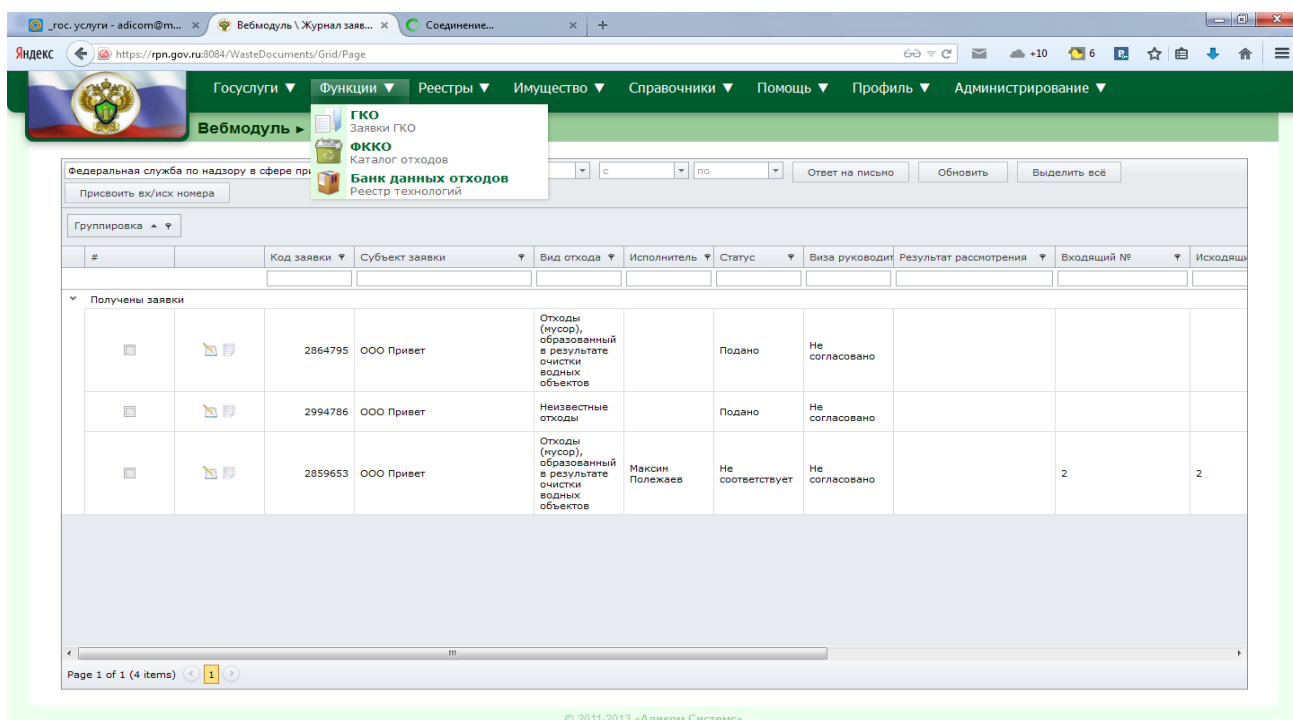 _гос. услуги - adicom@m... × Вебмодуль \ Журнал заяв... × Соединение... × +
Яндекс https://rpn.gov.ru:8084/WasteDocuments/Grid/Page +10 6
Госуслуги ▼ Функции ▼ Реестры ▼ Имущество ▼ Справочники ▼ Помощь ▼ Профиль ▼ Администрирование ▼
Вебмодуль ►
ГКО
Заявки ГКО
ФККО
Каталог отходов
Банк данных отходов
Реестр технологий
Федеральная служба по надзору в сфере при с по Ответ на письмо Обновить Выделить всё
Присвоить вх/исх номера
Группировка
# Код заявки Субъект заявки Вид отхода Исполнитель Статус Виза руководит Результат рассмотрения Входящий № Исходящи
Получены заявки
2864795 ООО Привет Отходы (мусор), образованный в результате очистки водных объектов Подано Не согласовано
2994786 ООО Привет Неизвестные отходы Подано Не согласовано
2859653 ООО Привет Отходы (мусор), образованный в результате очистки водных объектов Максим Полежаев Не соответствует Не согласовано 2 2
Page 1 of 1 (4 items) 1
© 2011-2013 «Адиком Системс»